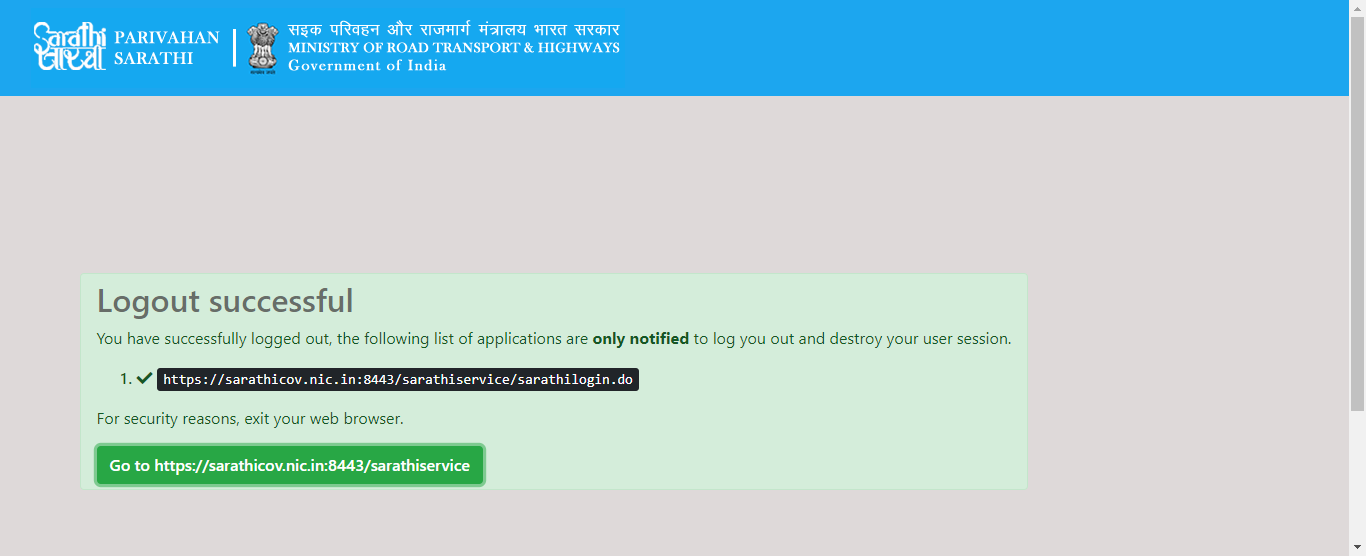 Sarathi
सारथी
PARIVAHAN
SARATHI
सड़क परिवहन और राजमार्ग मंत्रालय भारत सरकार
MINISTRY OF ROAD TRANSPORT & HIGHWAYS
Government of India
Logout successful
You have successfully logged out, the following list of applications are only notified to log you out and destroy your user session.
1. ✔ https://sarathicov.nic.in:8443/sarathiservice/sarathilogin.do
For security reasons, exit your web browser.
Go to https://sarathicov.nic.in:8443/sarathiservice